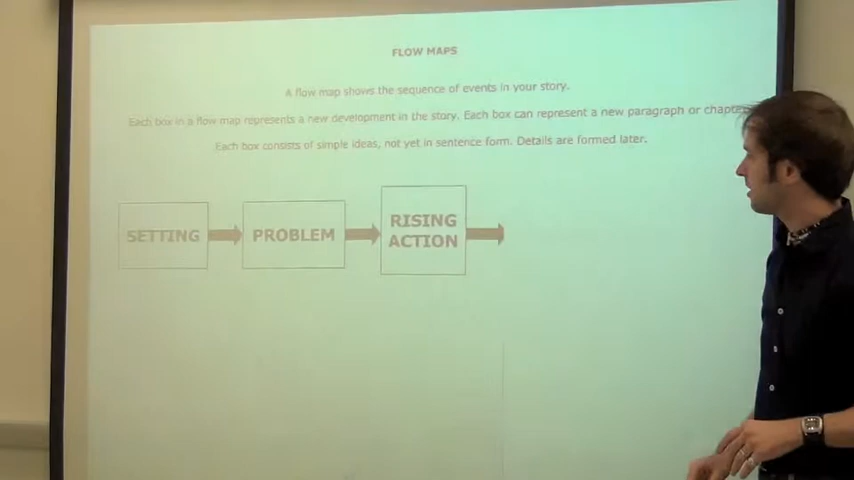 FLOW MAPS
A flow map shows the sequence of events in your story.
Each box in a flow map represents a new development in the story. Each box can represent a new paragraph or chapter.
Each box consists of simple ideas, not yet in sentence form. Details are formed later.
SETTING
PROBLEM
RISING
ACTION